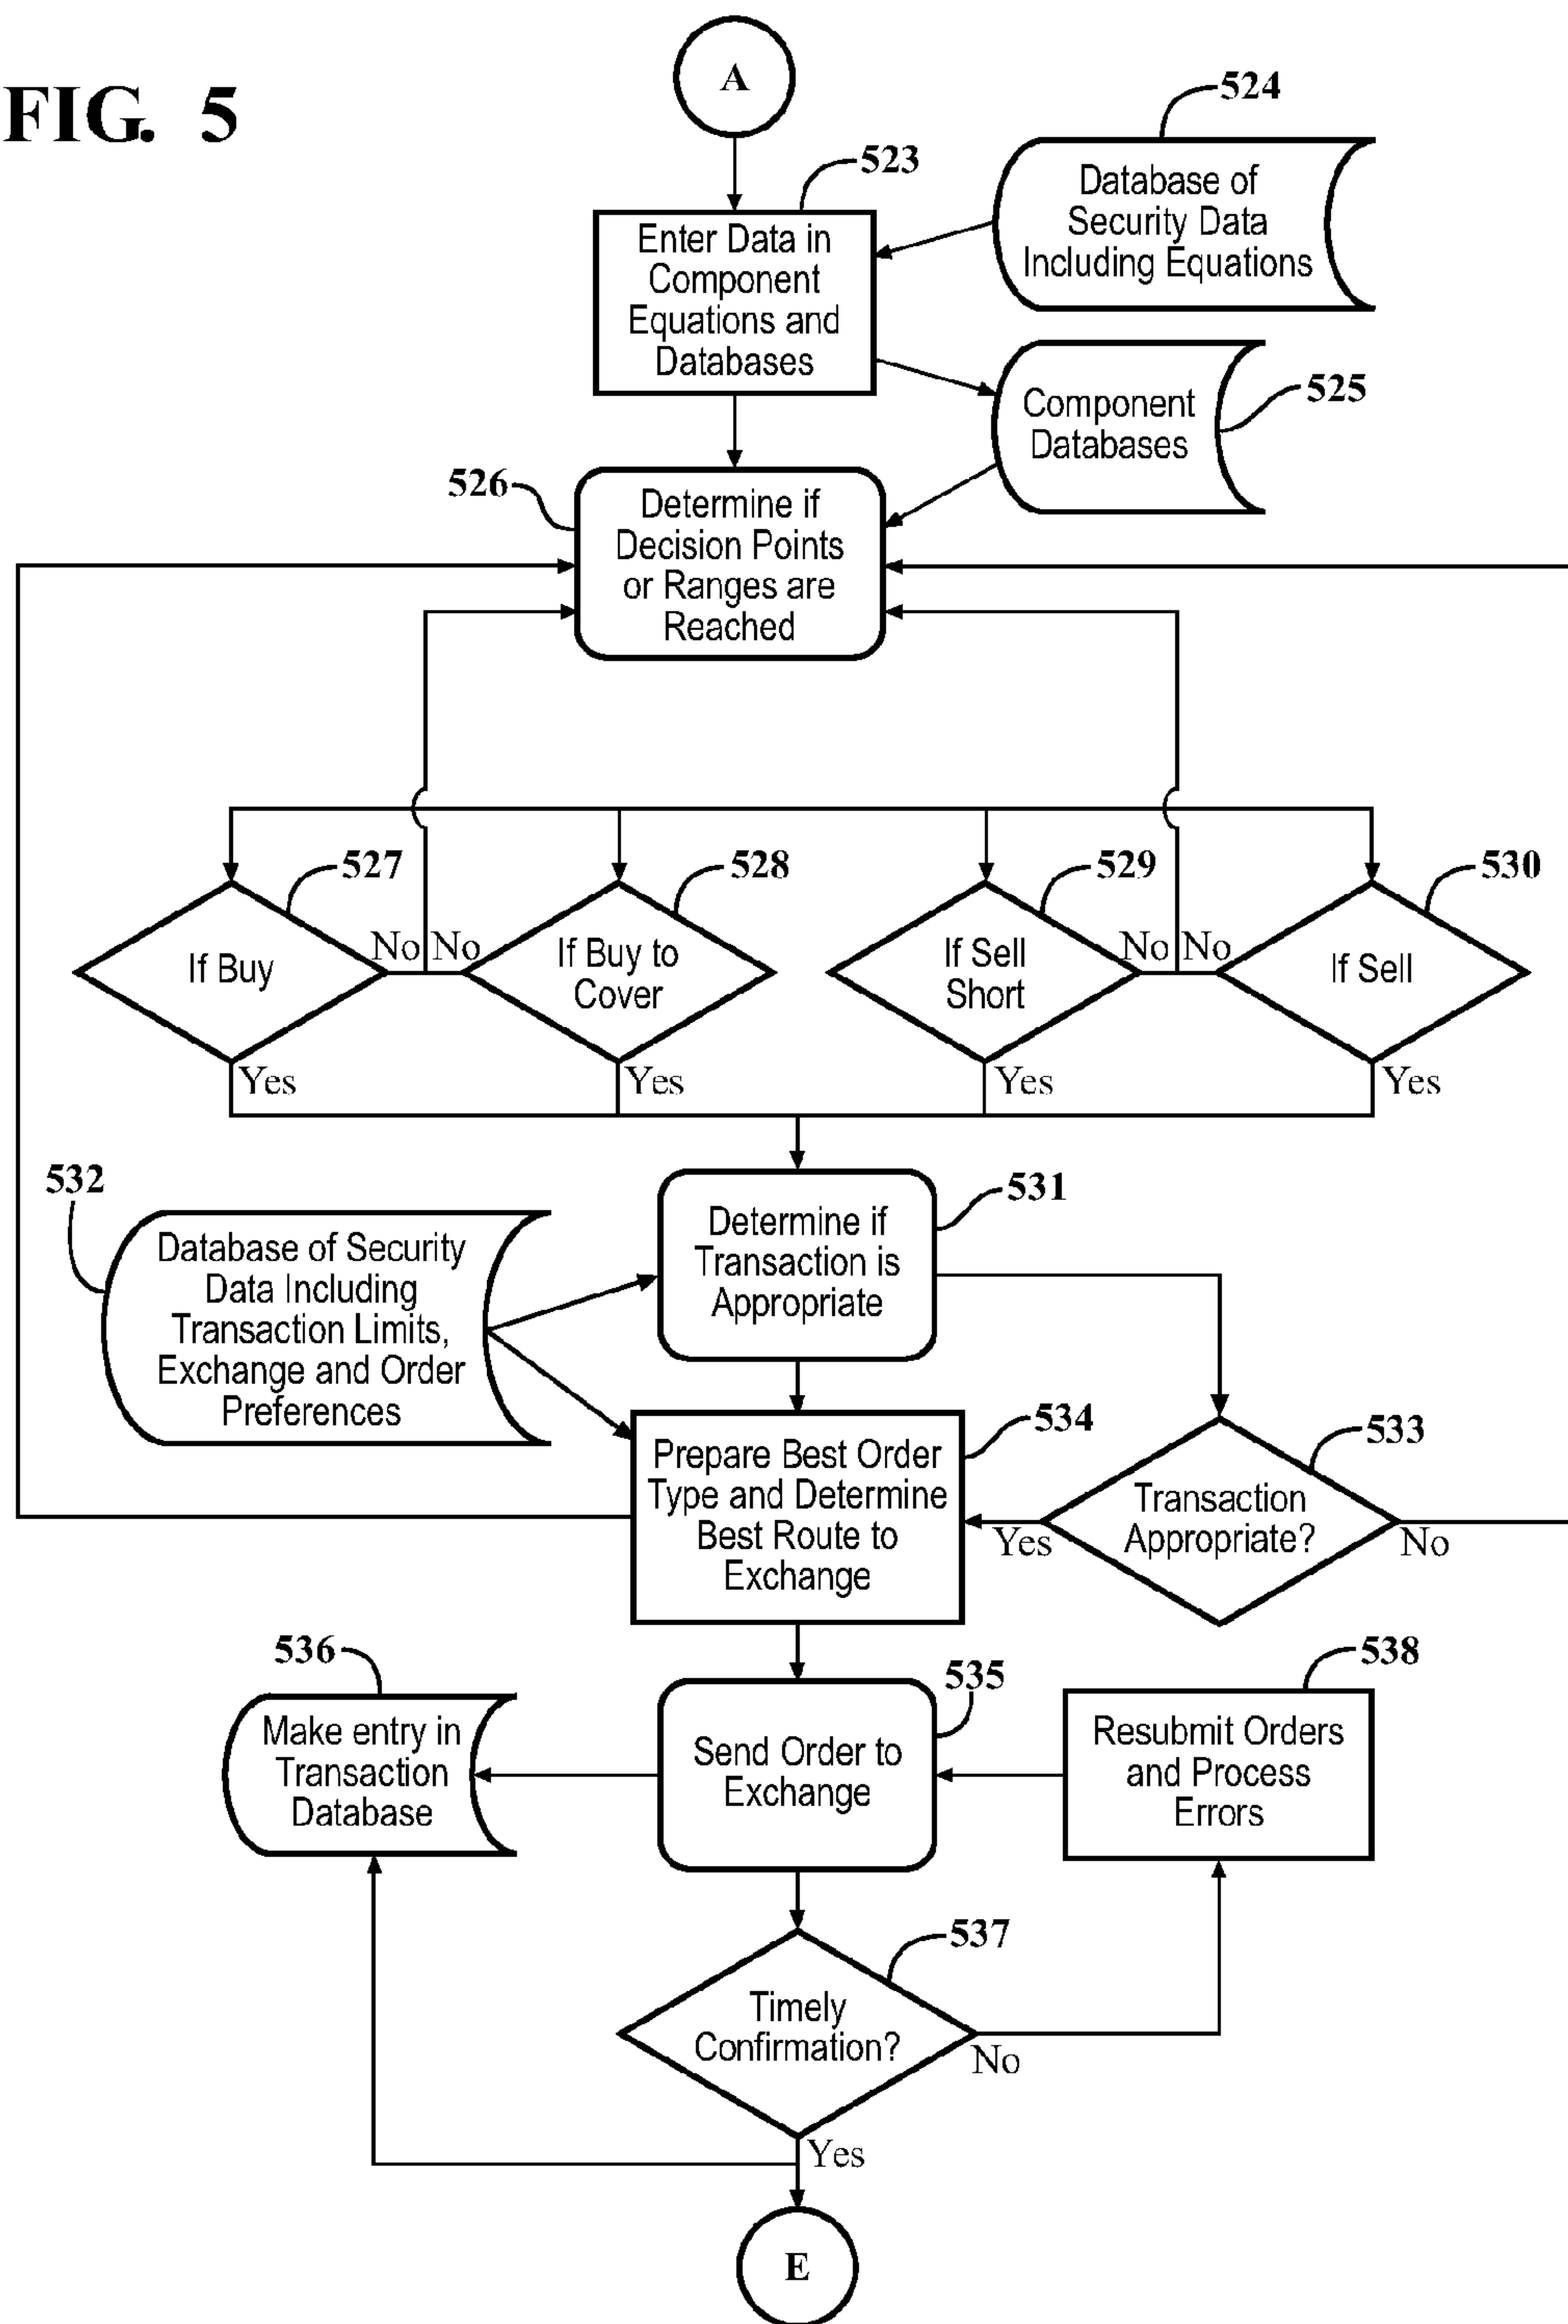 FIG. 5
A
524
523
Database of
Security Data
Including Equations
Enter Data in
Component
Equations and
Databases
525
Component
Databases
526
Determine if
Decision Points
or Ranges are
Reached
527
528
529
530
If Buy
No
No
If Buy to
Cover
If Sell
Short
No
No
If Sell
Yes
Yes
Yes
Yes
532
531
Determine if
Transaction is
Appropriate
Database of Security
Data Including
Transaction Limits,
Exchange and Order
Preferences
534
533
Prepare Best Order
Type and Determine
Best Route to
Exchange
Transaction
Appropriate?
Yes
No
536
535
538
Make entry in
Transaction
Database
Send Order to
Exchange
Resubmit Orders
and Process
Errors
537
Timely
Confirmation?
No
Yes
E